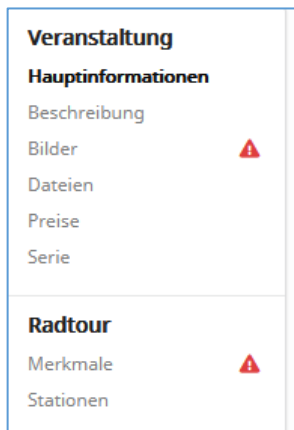 Veranstaltung
Hauptinformationen
Beschreibung
Bilder
Dateien
Preise
Serie
Radtour
Merkmale
Stationen